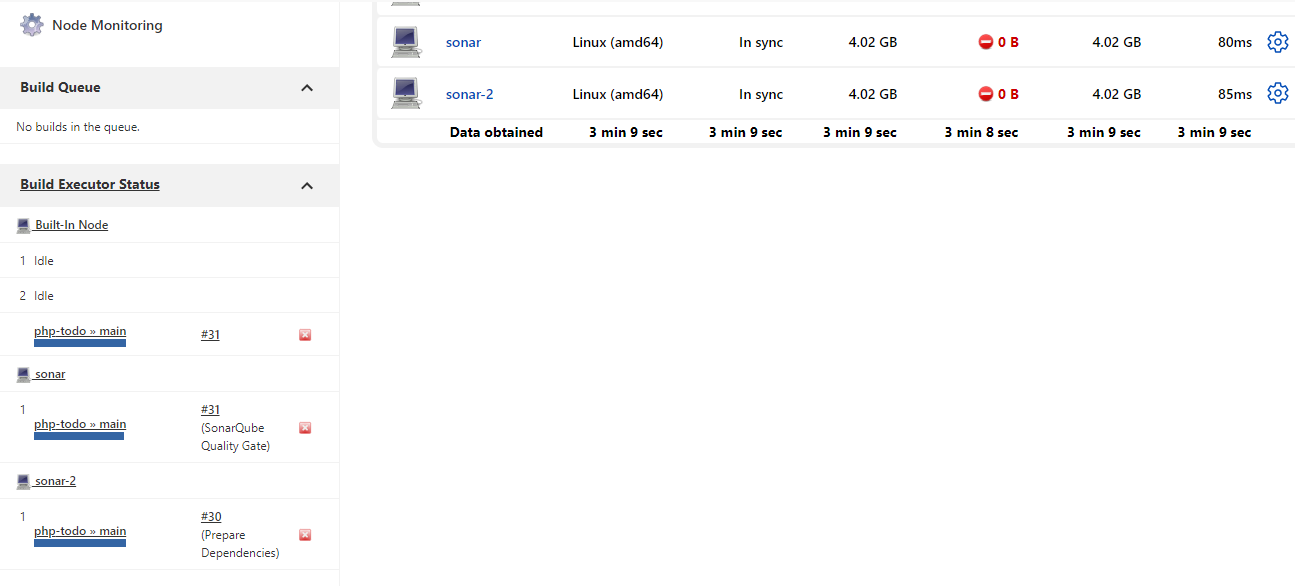 Node Monitoring
Build Queue
No builds in the queue.
Build Executor Status
Built-In Node
1 Idle
2 Idle
php-todo » main #31
sonar
1 php-todo » main #31
(SonarQube
Quality Gate)
sonar-2
1 php-todo » main #30
(Prepare
Dependencies)
sonar Linux (amd64) In sync 4.02 GB 0 B 4.02 GB 80ms
sonar-2 Linux (amd64) In sync 4.02 GB 0 B 4.02 GB 85ms
Data obtained 3 min 9 sec 3 min 9 sec 3 min 9 sec 3 min 8 sec 3 min 9 sec 3 min 9 sec